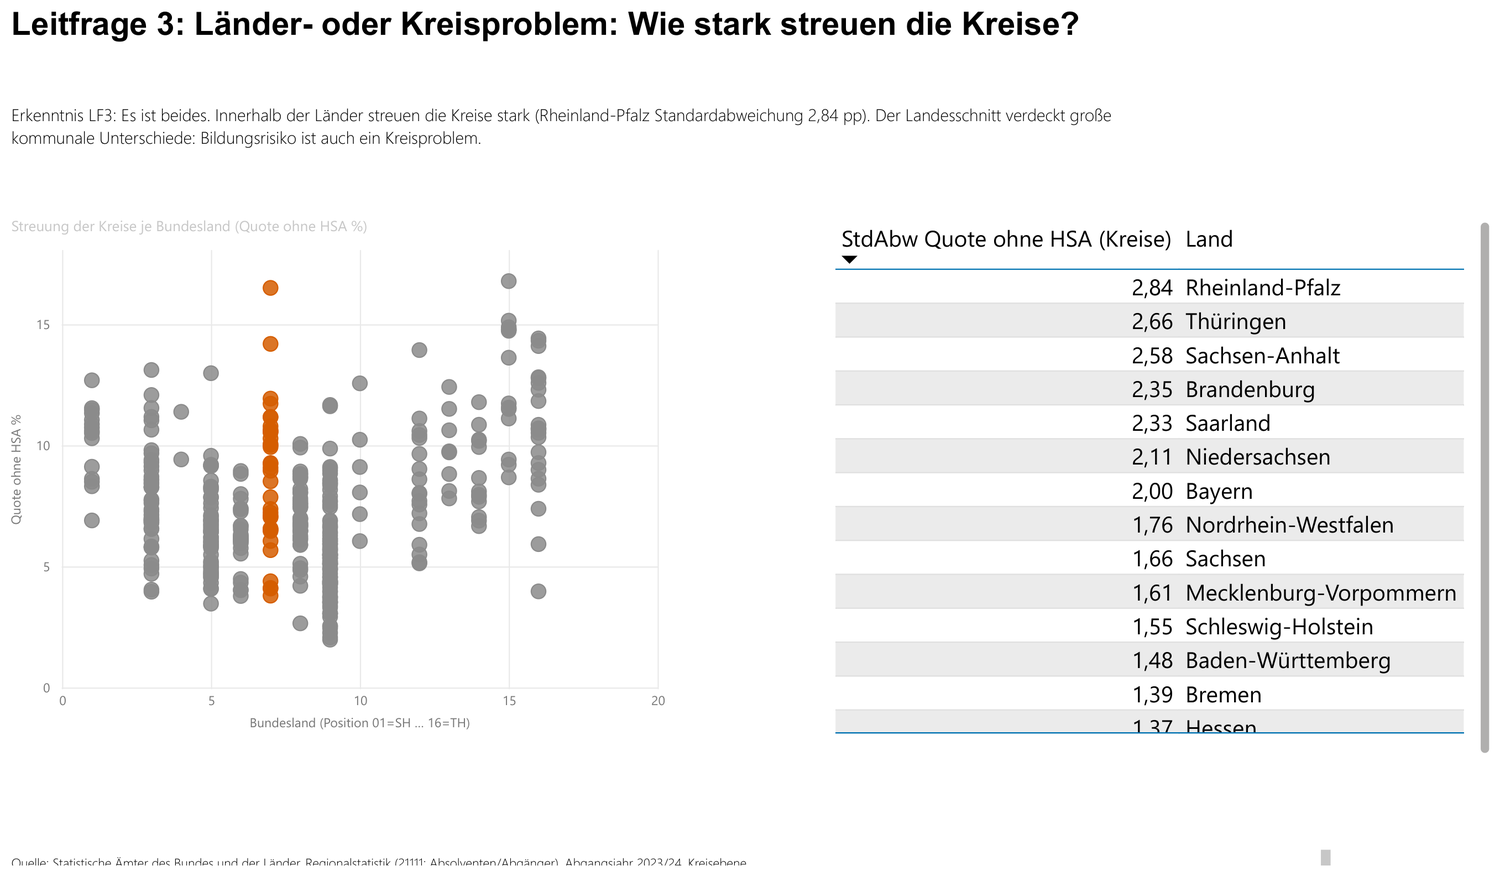 Leitfrage 3: Länder- oder Kreisproblem: Wie stark streuen die Kreise?
Erkenntnis LF3: Es ist beides. Innerhalb der Länder streuen die Kreise stark (Rheinland-Pfalz Standardabweichung 2,84 pp). Der Landesschnitt verdeckt große
kommunale Unterschiede: Bildungsrisiko ist auch ein Kreisproblem.
Streuung der Kreise je Bundesland (Quote ohne HSA %)
Quote ohne HSA %
15
10
5
0
0 5 10 15 20
Bundesland (Position 01=SH ... 16=TH)
StdAbw Quote ohne HSA (Kreise) Land
2,84 Rheinland-Pfalz
2,66 Thüringen
2,58 Sachsen-Anhalt
2,35 Brandenburg
2,33 Saarland
2,11 Niedersachsen
2,00 Bayern
1,76 Nordrhein-Westfalen
1,66 Sachsen
1,61 Mecklenburg-Vorpommern
1,55 Schleswig-Holstein
1,48 Baden-Württemberg
1,39 Bremen
1,37 Hessen
Quelle: Statistische Ämter des Bundes und der Länder, Regionalstatistik (21111: Absolventen/Abgänger), Abgangsjahr 2023/24, Kreisebene